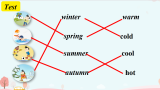 Test
winter warm
spring cold
summer cool
autumn hot